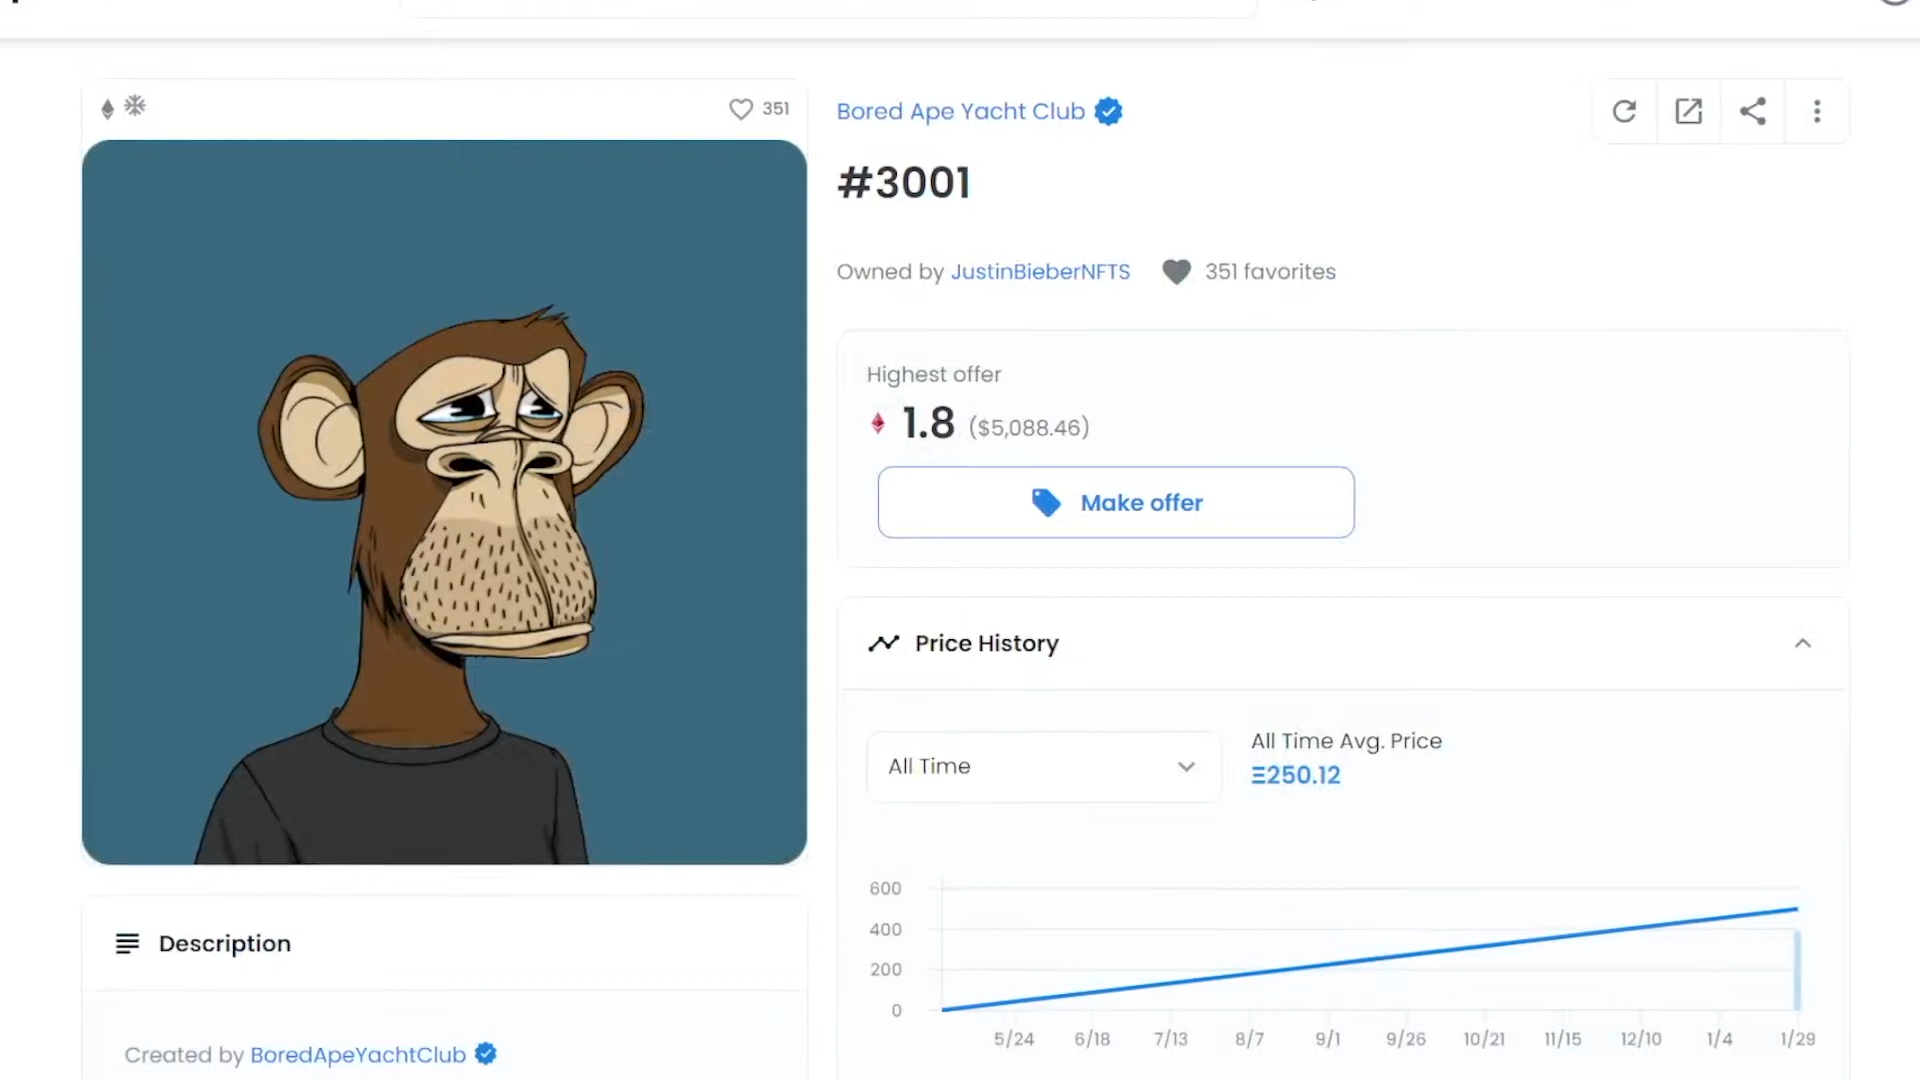 351
Bored Ape Yacht Club
#3001
Owned by JustinBieberNFTS 351 favorites
Highest offer
1.8 ($5,088.46)
Make offer
Price History
All Time
All Time Avg. Price
Ξ250.12
600
400
200
0
5/24 6/18 7/13 8/7 9/1 9/26 10/21 11/15 12/10 1/4 1/29
Description
Created by BoredApeYachtClub